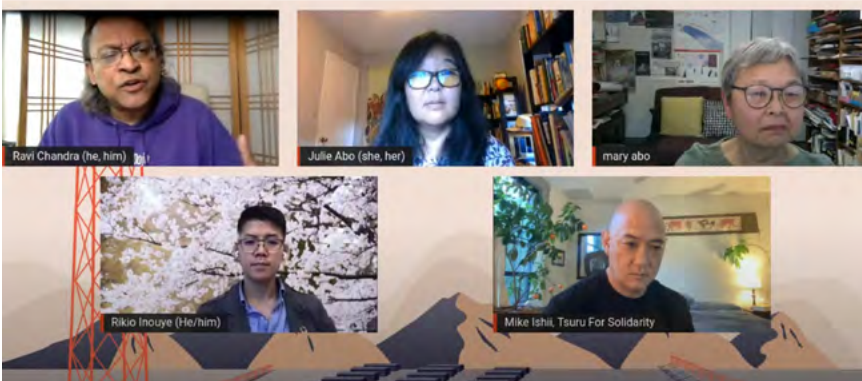 Ravi Chandra (he, him)
Julie Abo (she, her)
mary abo
Rikio Inouye (He/him)
Mike Ishii, Tsuru For Solidarity